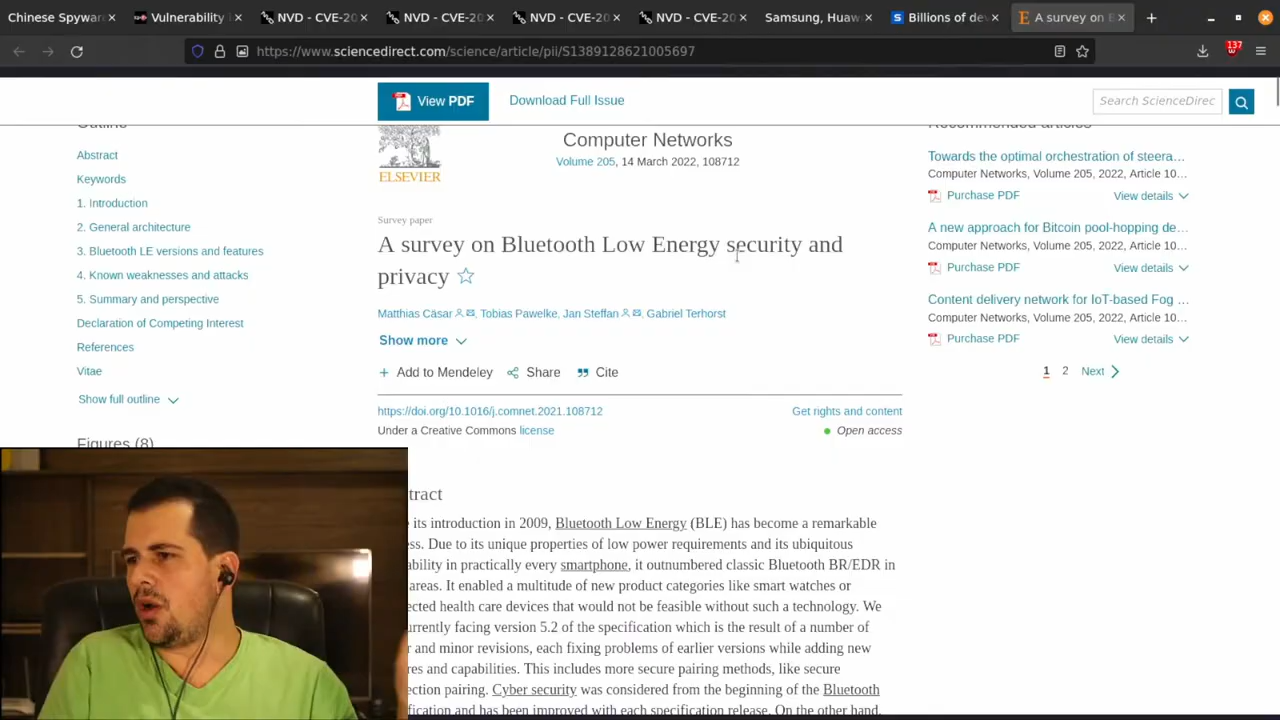 Chinese Spywar
Vulnerability
NVD - CVE-20
NVD - CVE-20
NVD - CVE-20
NVD - CVE-20
Samsung, Huaw
Billions of dev
A survey on B
https://www.sciencedirect.com/science/article/pii/S1389128621005697
137
View PDF
Download Full Issue
Search ScienceDirec
Outline
Abstract
Keywords
1. Introduction
2. General architecture
3. Bluetooth LE versions and features
4. Known weaknesses and attacks
5. Summary and perspective
Declaration of Competing Interest
References
Vitae
Show full outline
Figures (8)
ELSEVIER
Computer Networks
Volume 205, 14 March 2022, 108712
Survey paper
A survey on Bluetooth Low Energy security and
privacy
Matthias Cäsar, Tobias Pawelke, Jan Steffan, Gabriel Terhorst
Show more
Add to Mendeley
Share
Cite
https://doi.org/10.1016/j.comnet.2021.108712
Get rights and content
Under a Creative Commons license
Open access
tract
its introduction in 2009, Bluetooth Low Energy (BLE) has become a remarkable
ss. Due to its unique properties of low power requirements and its ubiquitous
ability in practically every smartphone, it outnumbered classic Bluetooth BR/EDR in
areas. It enabled a multitude of new product categories like smart watches or
ected health care devices that would not be feasible without such a technology. We
rrently facing version 5.2 of the specification which is the result of a number of
r and minor revisions, each fixing problems of earlier versions while adding new
res and capabilities. This includes more secure pairing methods, like secure
ection pairing. Cyber security was considered from the beginning of the Bluetooth
fication and has been improved with each specification release. On the other hand,
Recommended articles
Towards the optimal orchestration of steera...
Computer Networks, Volume 205, 2022, Article 10...
Purchase PDF
View details
A new approach for Bitcoin pool-hopping de...
Computer Networks, Volume 205, 2022, Article 10...
Purchase PDF
View details
Content delivery network for IoT-based Fog ...
Computer Networks, Volume 205, 2022, Article 10...
Purchase PDF
View details
1
2
Next